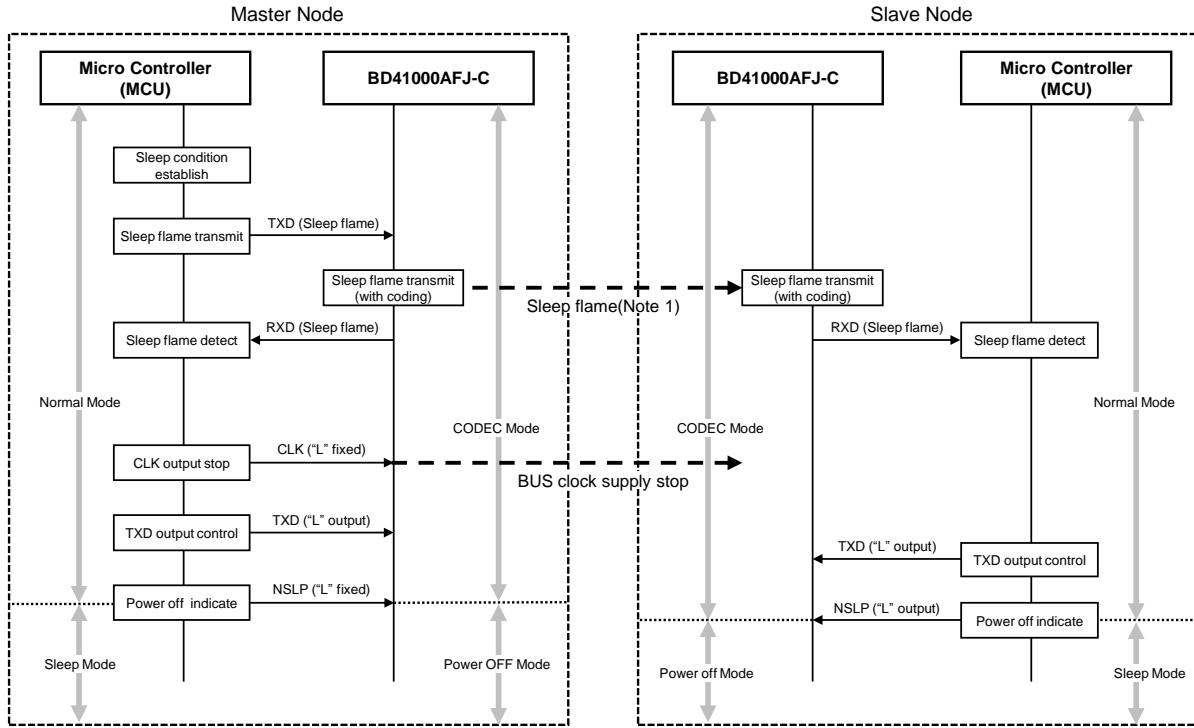 Master Node
Slave Node
Micro Controller
(MCU)
BD41000AFJ-C
BD41000AFJ-C
Micro Controller
(MCU)
Sleep condition
establish
Sleep flame transmit
TXD (Sleep flame)
Sleep flame transmit
(with coding)
Sleep flame(Note 1)
Sleep flame transmit
(with coding)
Sleep flame detect
RXD (Sleep flame)
RXD (Sleep flame)
Sleep flame detect
Normal Mode
CODEC Mode
CODEC Mode
Normal Mode
CLK output stop
CLK (“L” fixed)
BUS clock supply stop
TXD output control
TXD (“L” output)
TXD (“L” output)
TXD output control
Power off indicate
NSLP (“L” fixed)
NSLP (“L” output)
Power off indicate
Sleep Mode
Power OFF Mode
Power off Mode
Sleep Mode